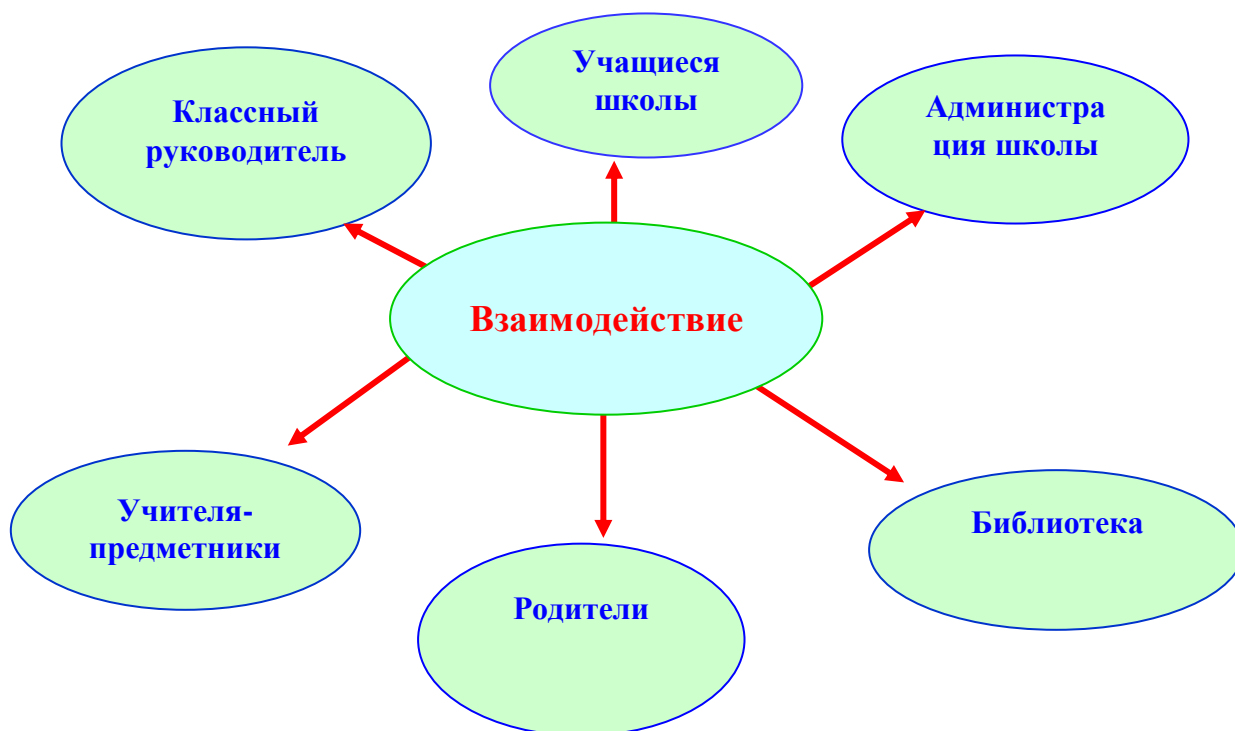 Классный
руководитель
Учащиеся
школы
Администра
ция школы
Взаимодействие
Учителя-
предметники
Родители
Библиотека